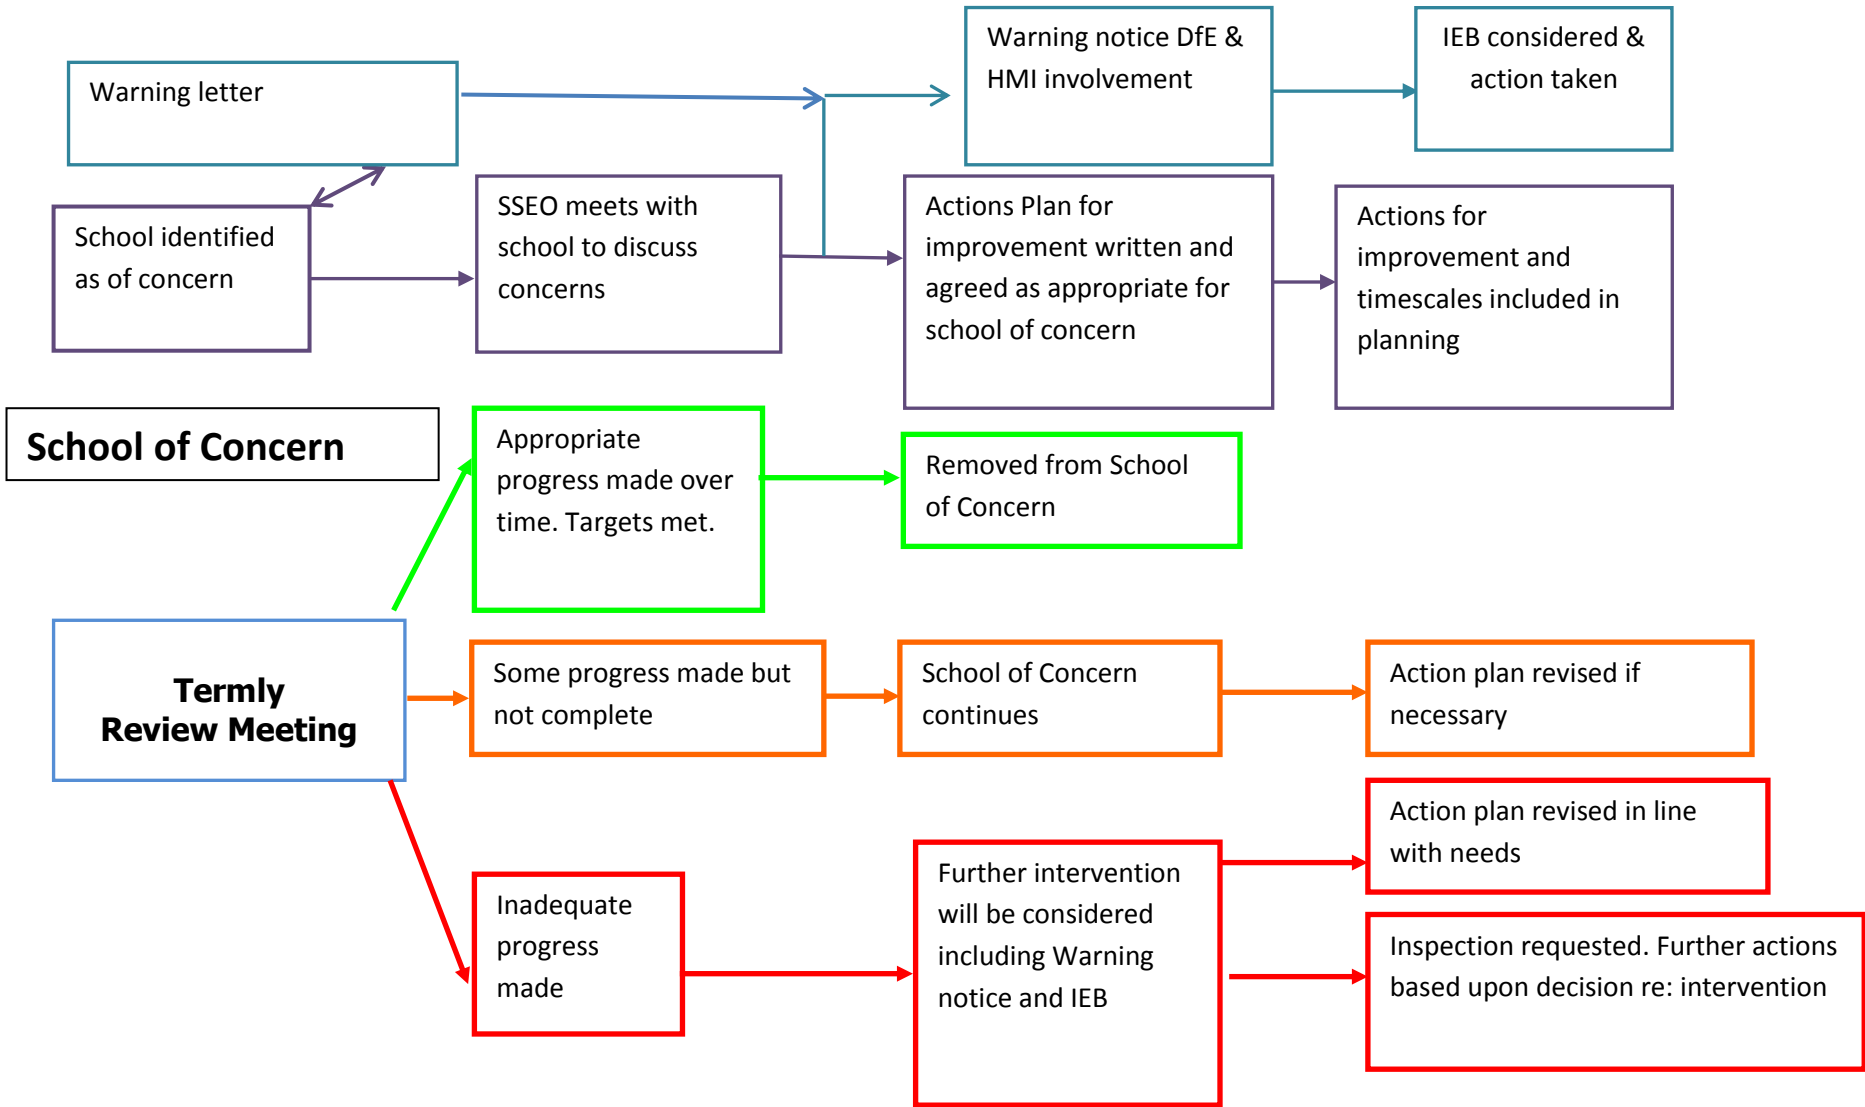 Warning letter
Warning notice DfE &
HMI involvement
IEB considered &
action taken
School identified
as of concern
SSEO meets with
school to discuss
concerns
Actions Plan for
improvement written and
agreed as appropriate for
school of concern
Actions for
improvement and
timescales included in
planning
School of Concern
Appropriate
progress made over
time. Targets met.
Removed from School
of Concern
Termly
Review Meeting
Some progress made but
not complete
School of Concern
continues
Action plan revised if
necessary
Inadequate
progress
made
Further intervention
will be considered
including Warning
notice and IEB
Action plan revised in line
with needs
Inspection requested. Further actions
based upon decision re: intervention